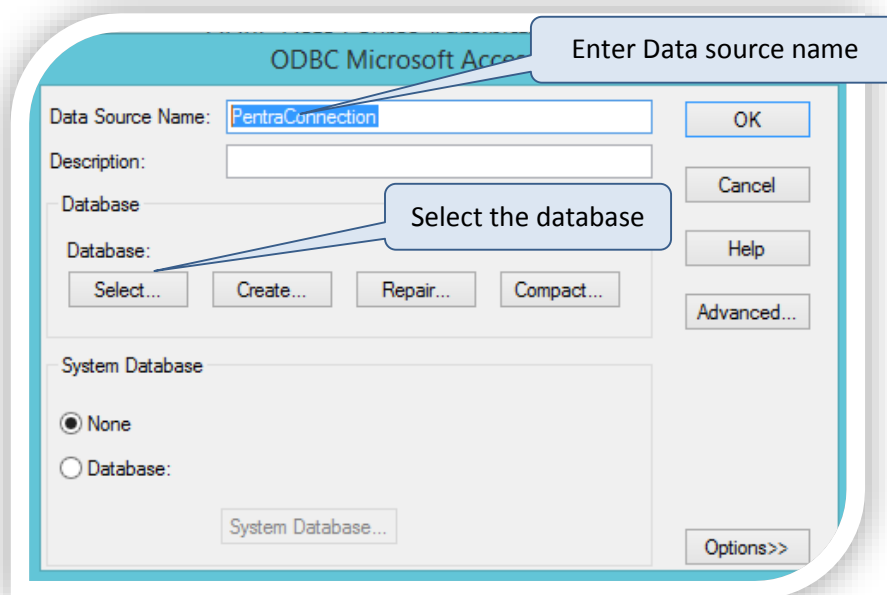 ODBC Microsoft Acce
Enter Data source name
Data Source Name: PentraConnection
OK
Description:
Cancel
Database
Select the database
Database:
Help
Select... Create... Repair... Compact...
Advanced...
System Database
None
Database:
System Database...
Options>>